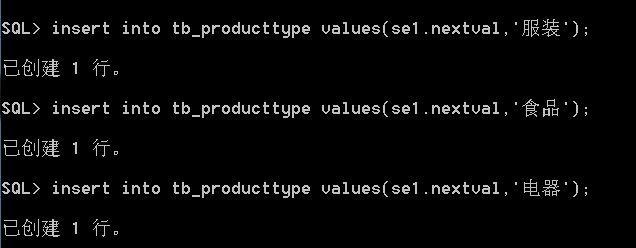 SQL> insert into tb_producttype values(se1.nextval,'服装');
已创建 1 行。
SQL> insert into tb_producttype values(se1.nextval,'食品');
已创建 1 行。
SQL> insert into tb_producttype values(se1.nextval,'电器');
已创建 1 行。